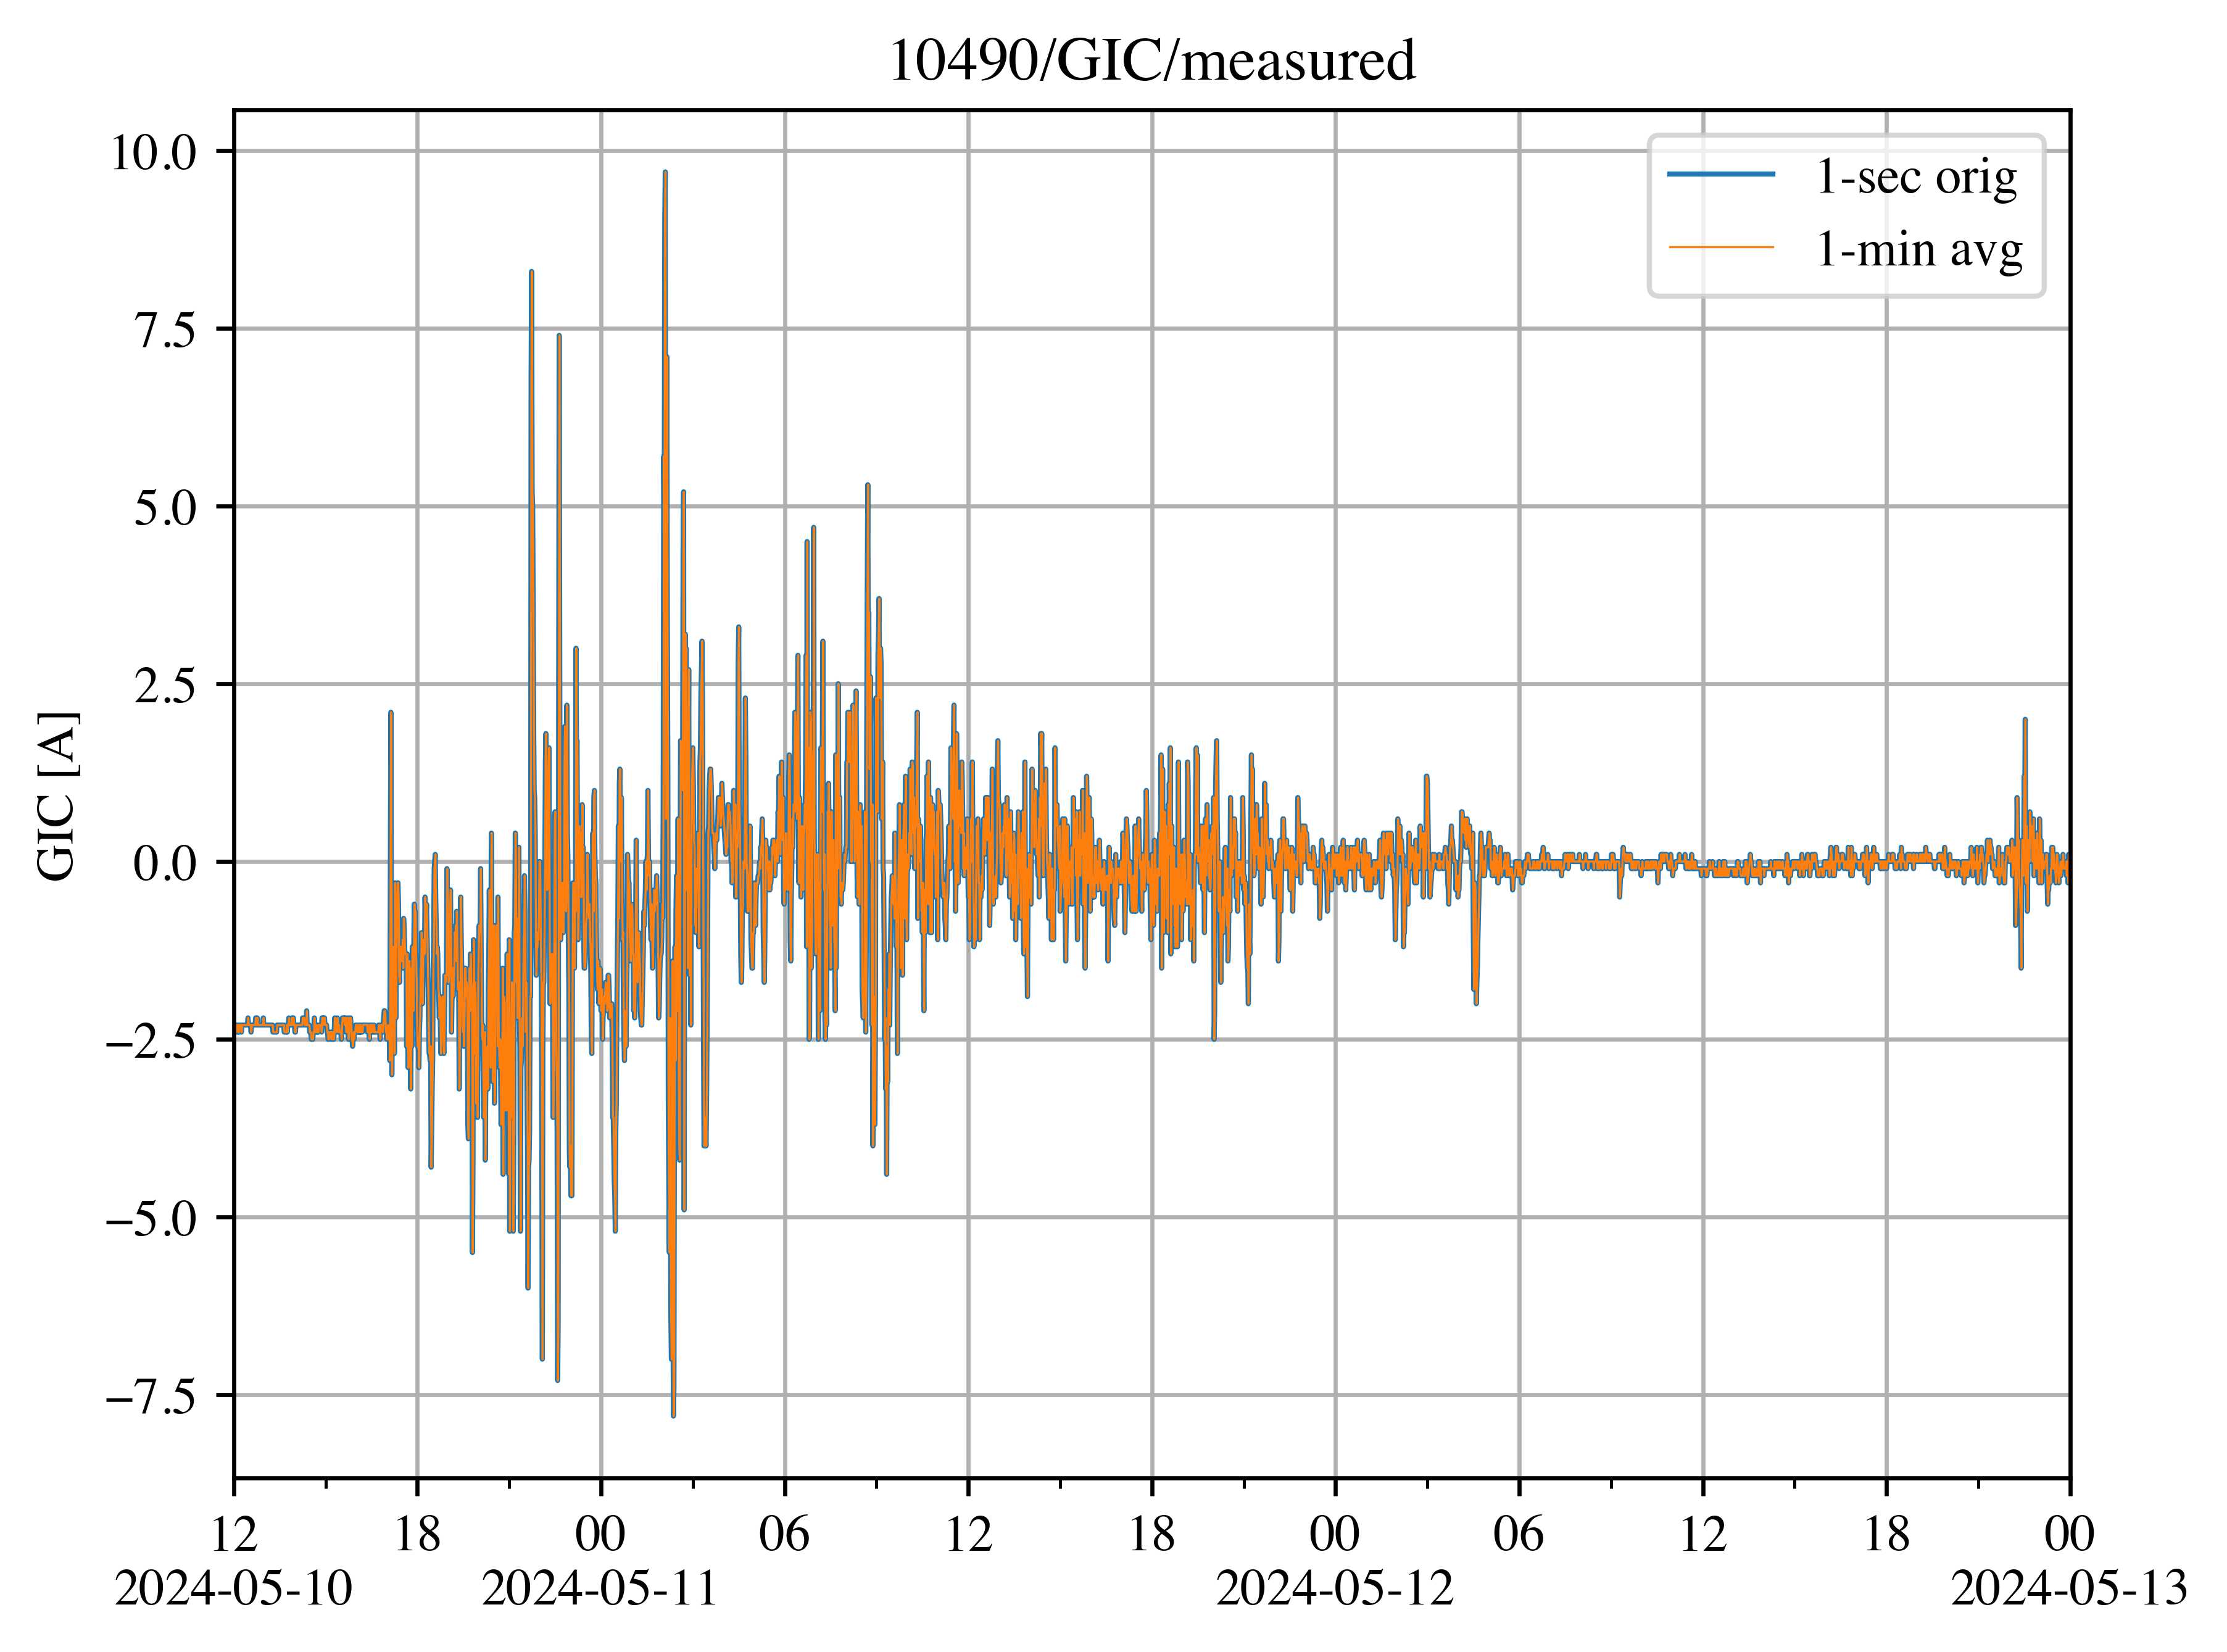 10490/GIC/measured
10.0
7.5
5.0
2.5
0.0
−2.5
−5.0
−7.5
GIC [A]
1-sec orig
1-min avg
12 18 00 06 12 18 00 06 12 18 00
2024-05-10 2024-05-11 2024-05-12 2024-05-13